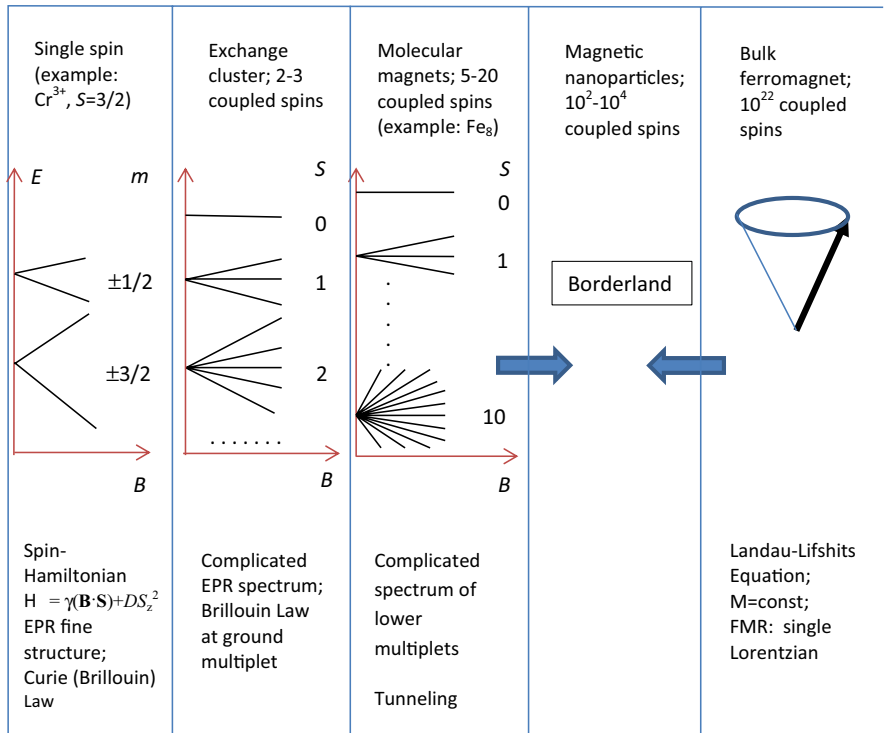 Single spin
(example:
Cr³⁺, S=3/2)
Exchange
cluster; 2-3
coupled spins
Molecular
magnets; 5-20
coupled spins
(example: Fe₈)
Magnetic
nanoparticles;
10²-10⁴
coupled spins
Bulk
ferromagnet;
10²² coupled
spins
E
m
±1/2
±3/2
B
S
0
1
2
. . . . . . .
B
S
0
1
10
B
Borderland
Spin-
Hamiltonian
H = γ(B·S)+DS_z²
EPR fine
structure;
Curie (Brillouin)
Law
Complicated
EPR spectrum;
Brillouin Law
at ground
multiplet
Complicated
spectrum of
lower
multiplets
Tunneling
Landau-Lifshits
Equation;
M=const;
FMR: single
Lorentzian